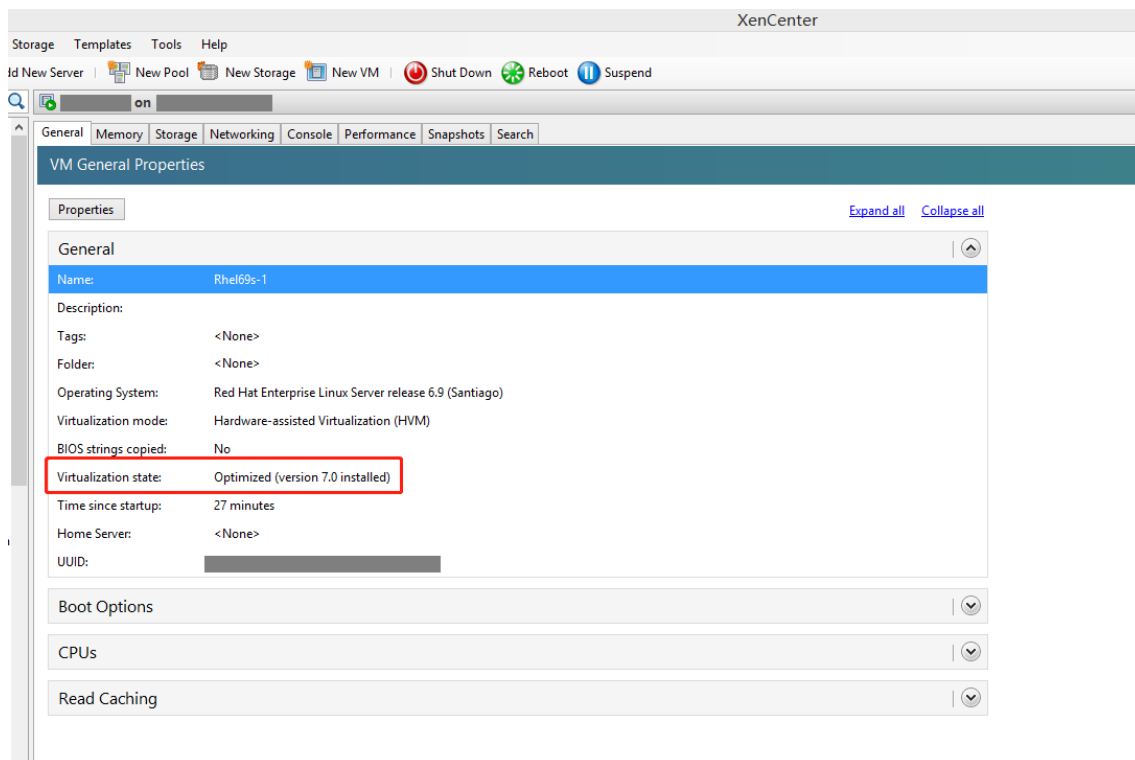 XenCenter
Storage Templates Tools Help
dd New Server New Pool New Storage New VM Shut Down Reboot Suspend
on
General Memory Storage Networking Console Performance Snapshots Search
VM General Properties
Properties Expand all Collapse all
General
Name: Rhel69s-1
Description:
Tags: <None>
Folder: <None>
Operating System: Red Hat Enterprise Linux Server release 6.9 (Santiago)
Virtualization mode: Hardware-assisted Virtualization (HVM)
BIOS strings copied: No
Virtualization state: Optimized (version 7.0 installed)
Time since startup: 27 minutes
Home Server: <None>
UUID:
Boot Options
CPUs
Read Caching